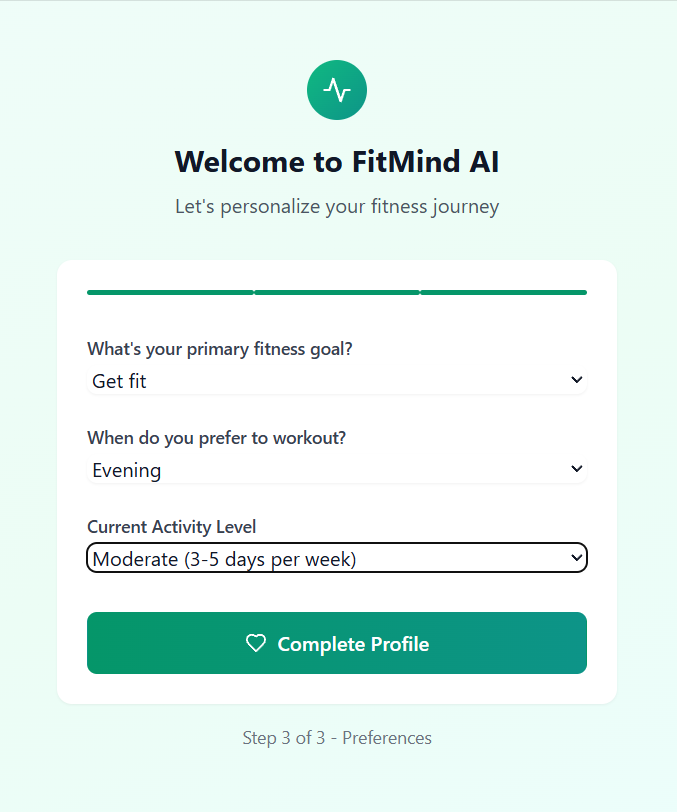 Welcome to FitMind AI
Let's personalize your fitness journey
What's your primary fitness goal?
Get fit
When do you prefer to workout?
Evening
Current Activity Level
Moderate (3-5 days per week)
Complete Profile
Step 3 of 3 - Preferences